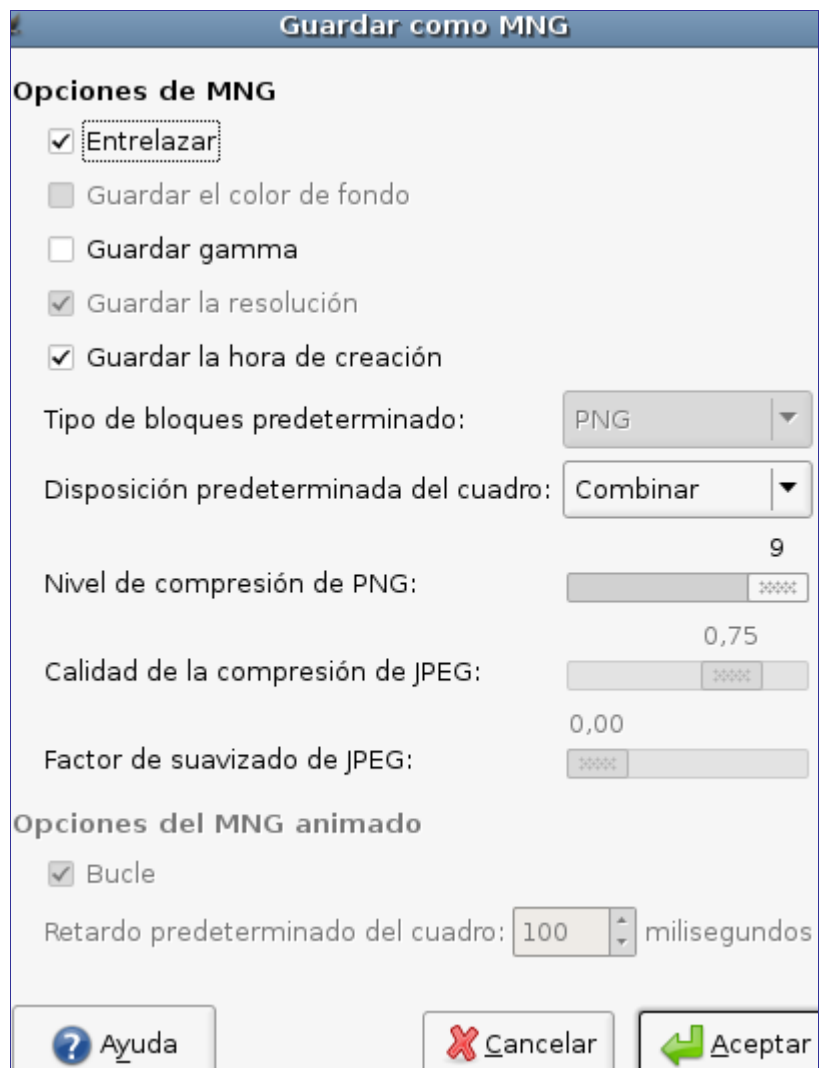 Guardar como MNG
Opciones de MNG
Entrelazar
Guardar el color de fondo
Guardar gamma
Guardar la resolución
Guardar la hora de creación
Tipo de bloques predeterminado: PNG
Disposición predeterminada del cuadro: Combinar
9
Nivel de compresión de PNG:
0,75
Calidad de la compresión de JPEG:
0,00
Factor de suavizado de JPEG:
Opciones del MNG animado
Bucle
Retardo predeterminado del cuadro: 100 milisegundos
Ayuda Cancelar Aceptar